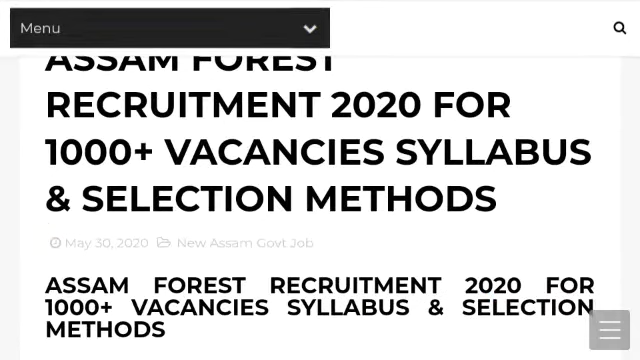 Menu
ASSAM FOREST
RECRUITMENT 2020 FOR
1000+ VACANCIES SYLLABUS
& SELECTION METHODS
May 30, 2020 New Assam Govt Job
ASSAM FOREST RECRUITMENT 2020 FOR
1000+ VACANCIES SYLLABUS & SELECTION
METHODS